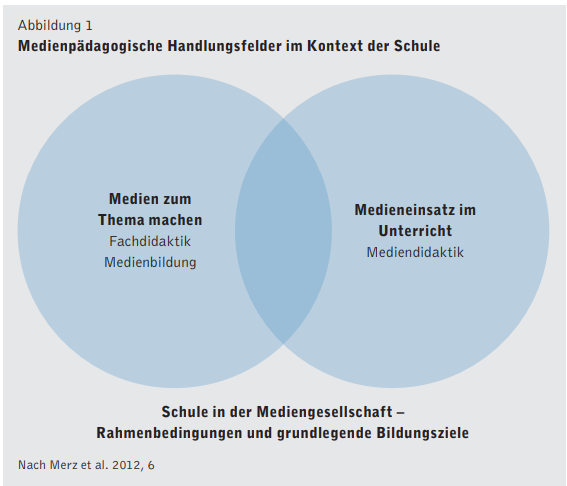 Abbildung 1
Medienpädagogische Handlungsfelder im Kontext der Schule
Medien zum
Thema machen
Fachdidaktik
Medienbildung
Medieneinsatz im
Unterricht
Mediendidaktik
Schule in der Mediengesellschaft –
Rahmenbedingungen und grundlegende Bildungsziele
Nach Merz et al. 2012, 6